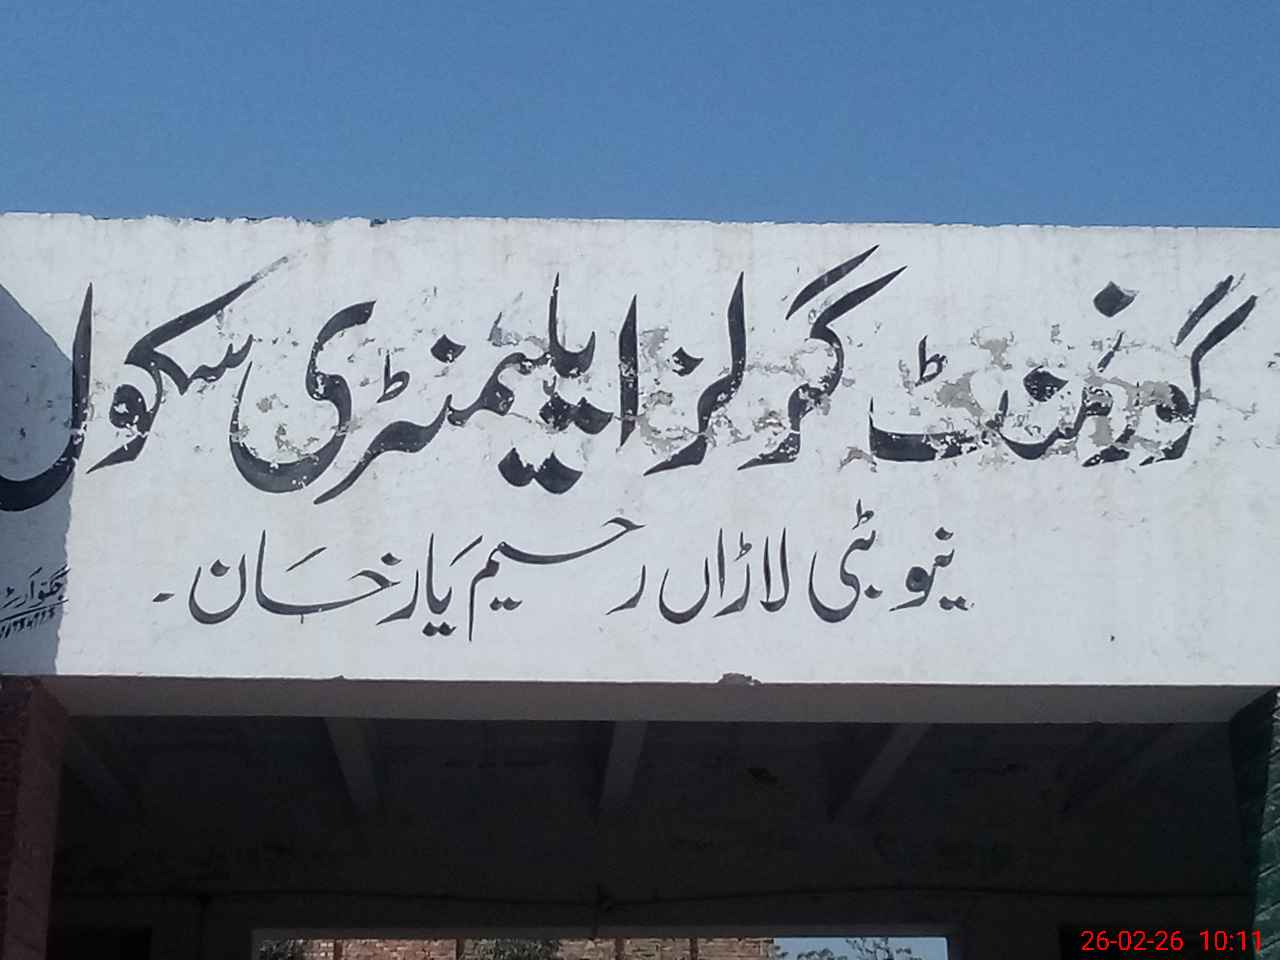 گورنمنٹ گرلز ایلیمنٹری سکول
نیو بٹی لاڑاں رحیم یار خان۔
26-02-26 10:11